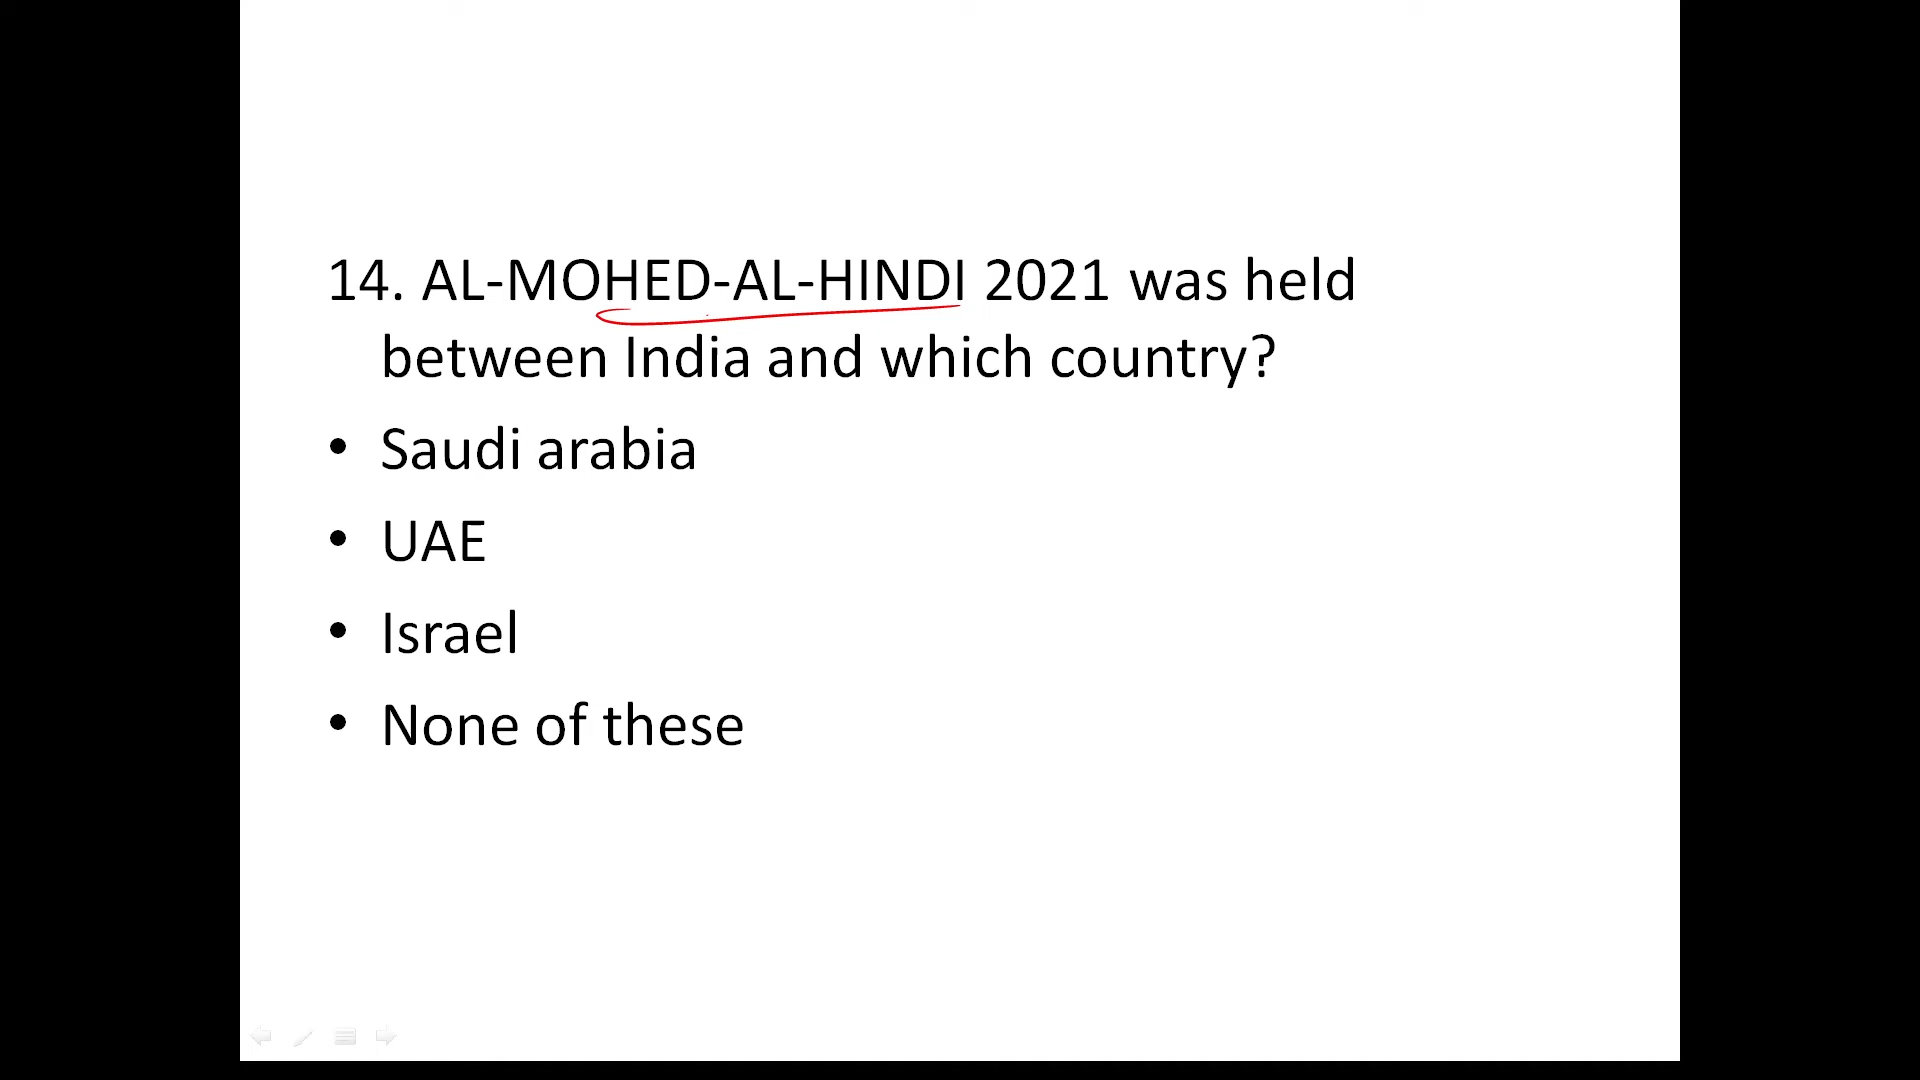 14. AL-MOHED-AL-HINDI 2021 was held
between India and which country?
• Saudi arabia
• UAE
• Israel
• None of these